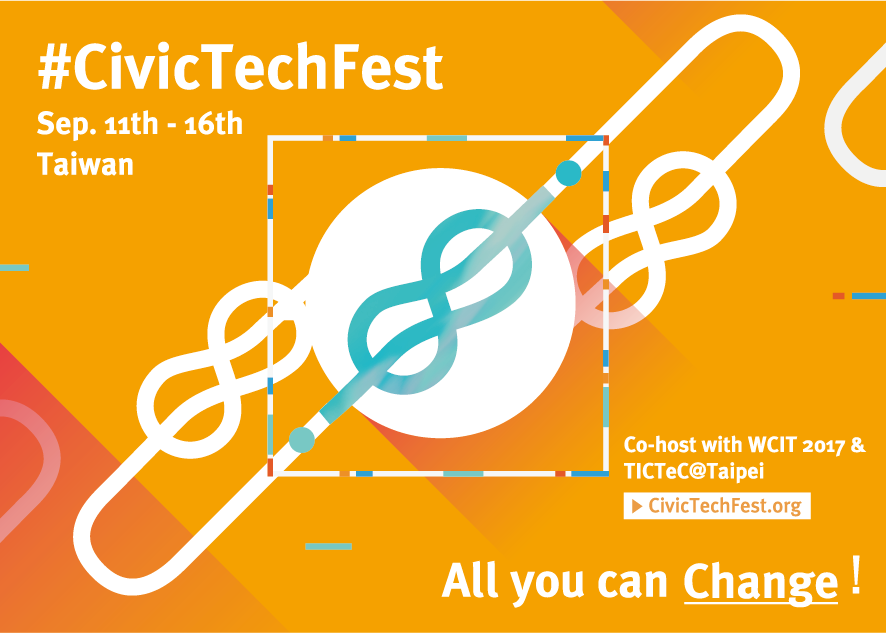 #CivicTechFest
Sep. 11th - 16th
Taiwan
Co-host with WCIT 2017 &
TICTeC@Taipei
CivicTechFest.org
All you can Change !